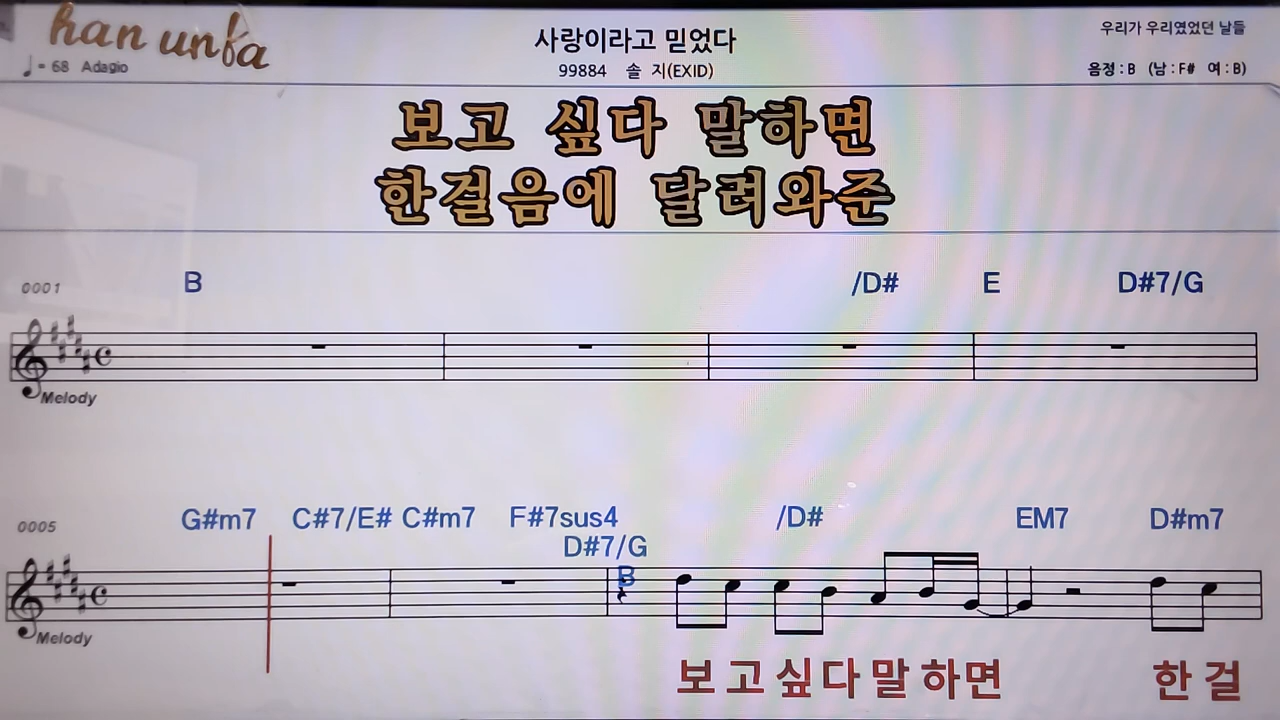 han unfa
♩= 68 Adagio
사랑이라고 믿었다
99884 솔 지(EXID)
우리가 우리였었던 날들
음정 : B (남 : F# 여 : B)
보고 싶다 말하면
한걸음에 달려와준
0001 B /D# E D#7/G
Melody
0005 G#m7 C#7/E# C#m7 F#7sus4 /D# EM7 D#m7
D#7/G
B
Melody
보 고 싶 다 말 하 면 한 걸